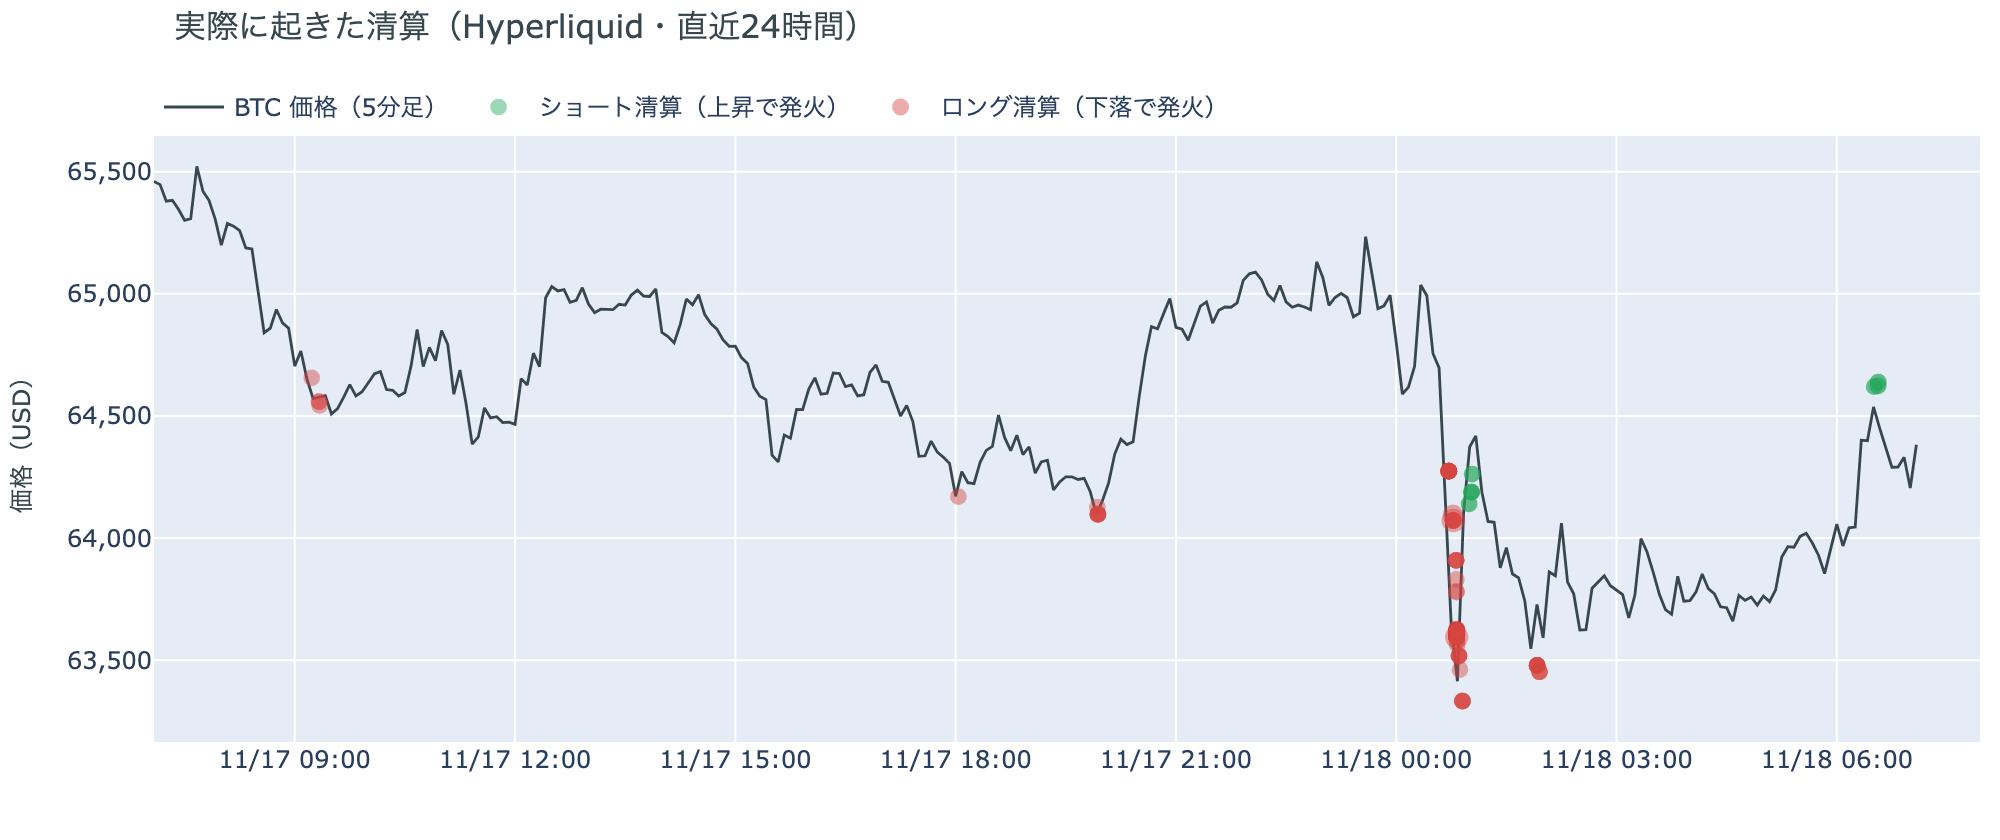 実際に起きた清算（Hyperliquid・直近24時間）
BTC 価格（5分足） ショート清算（上昇で発火） ロング清算（下落で発火）
価格（USD）
65,500
65,000
64,500
64,000
63,500
11/17 09:00 11/17 12:00 11/17 15:00 11/17 18:00 11/17 21:00 11/18 00:00 11/18 03:00 11/18 06:00